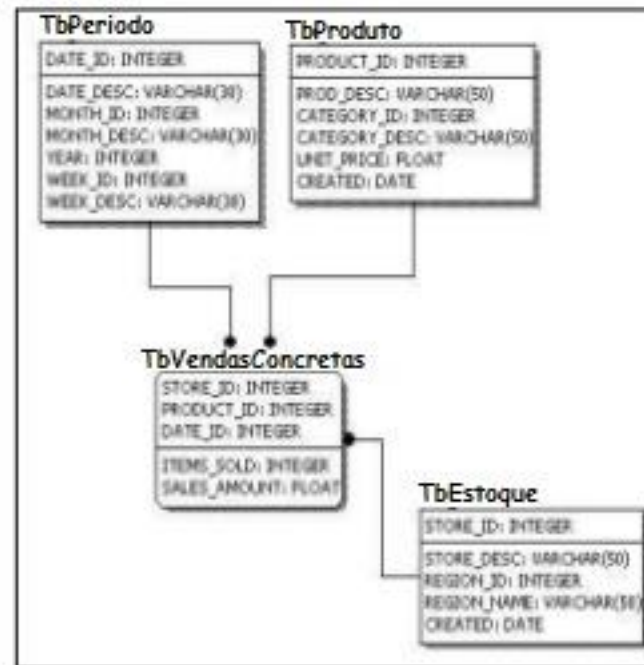 TbPeriodo
DATE_ID: INTEGER
DATE_DESC: VARCHAR(30)
MONTH_ID: INTEGER
MONTH_DESC: VARCHAR(30)
YEAR: INTEGER
WEEK_ID: INTEGER
WEEK_DESC: VARCHAR(30)
TbProduto
PRODUCT_ID: INTEGER
PROD_DESC: VARCHAR(50)
CATEGORY_ID: INTEGER
CATEGORY_DESC: VARCHAR(50)
UNIT_PRICE: FLOAT
CREATED: DATE
TbVendasConcretas
STORE_ID: INTEGER
PRODUCT_ID: INTEGER
DATE_ID: INTEGER
ITEMS_SOLD: INTEGER
SALES_AMOUNT: FLOAT
TbEstoque
STORE_ID: INTEGER
STORE_DESC: VARCHAR(50)
REGION_ID: INTEGER
REGION_NAME: VARCHAR(50)
CREATED: DATE